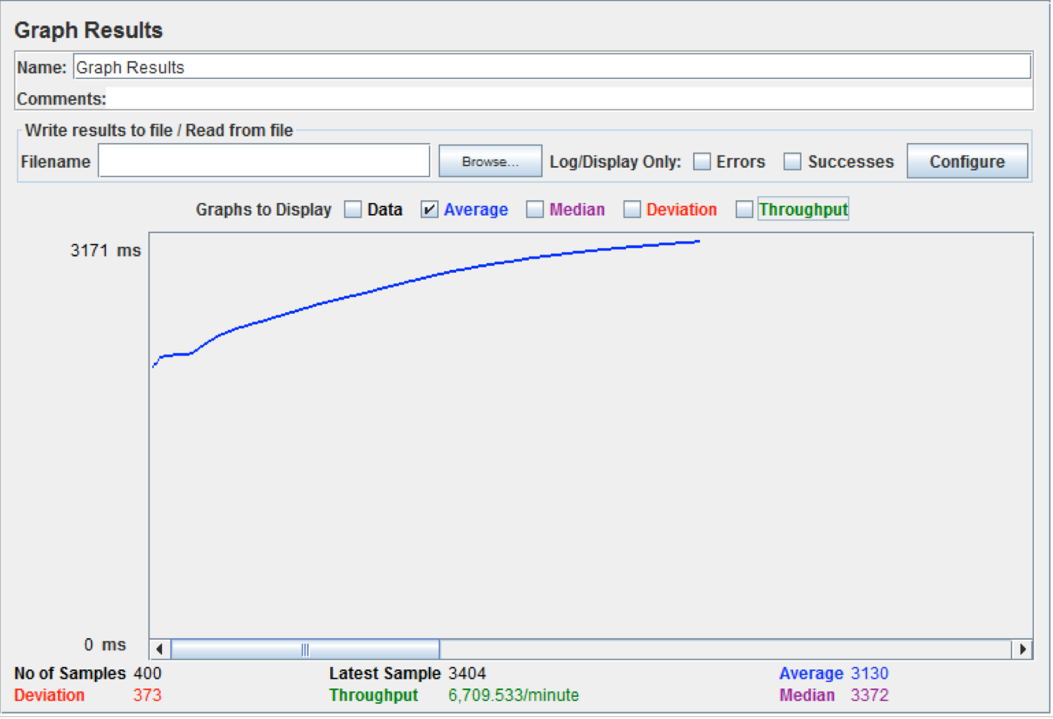 Graph Results
Name: Graph Results
Comments:
Write results to file / Read from file
Filename Browse... Log/Display Only: Errors Successes Configure
Graphs to Display Data Average Median Deviation Throughput
3171 ms
0 ms
No of Samples 400 Latest Sample 3404 Average 3130
Deviation 373 Throughput 6,709.533/minute Median 3372